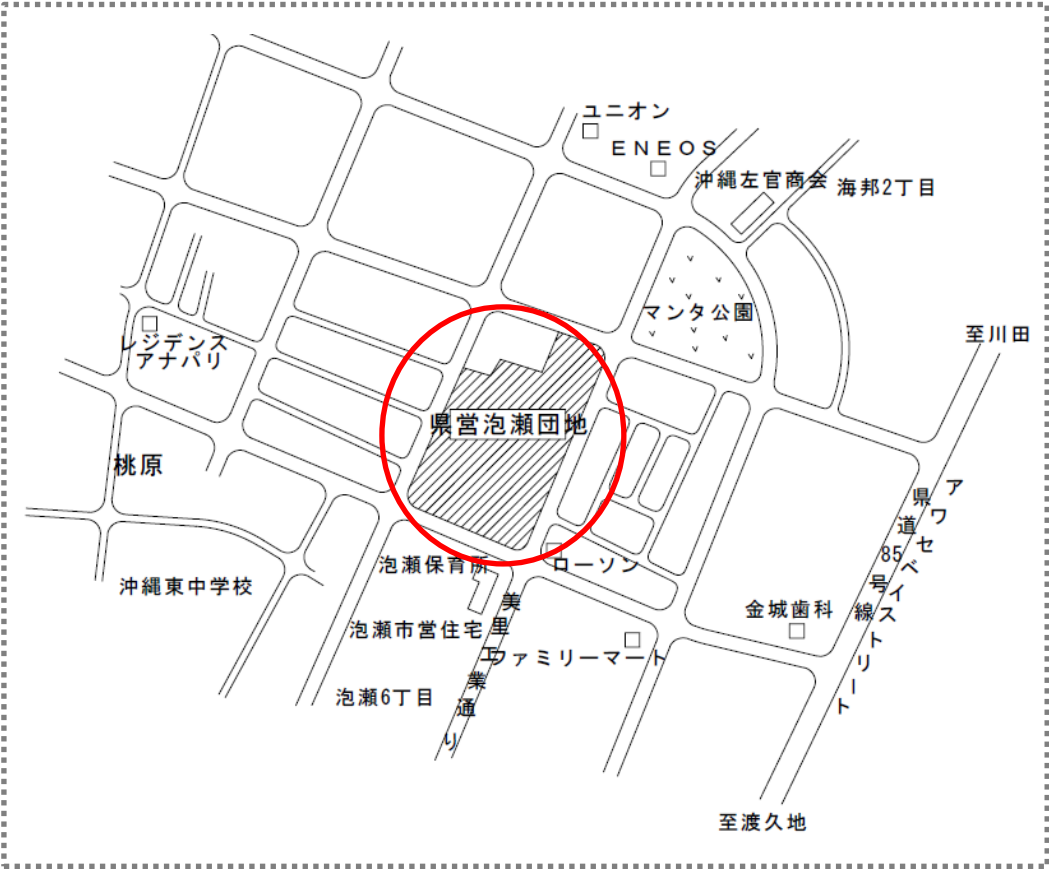 ユニオン
ENEOS
沖縄左官商会
海邦2丁目
マンタ公園
至川田
レジデンス
アナパリ
県営泡瀬団地
桃原
アワセベイストリート
県道85号線
泡瀬保育所
ローソン
沖縄東中学校
美里工業通り
金城歯科
泡瀬市営住宅
ファミリーマート
泡瀬6丁目
至渡久地